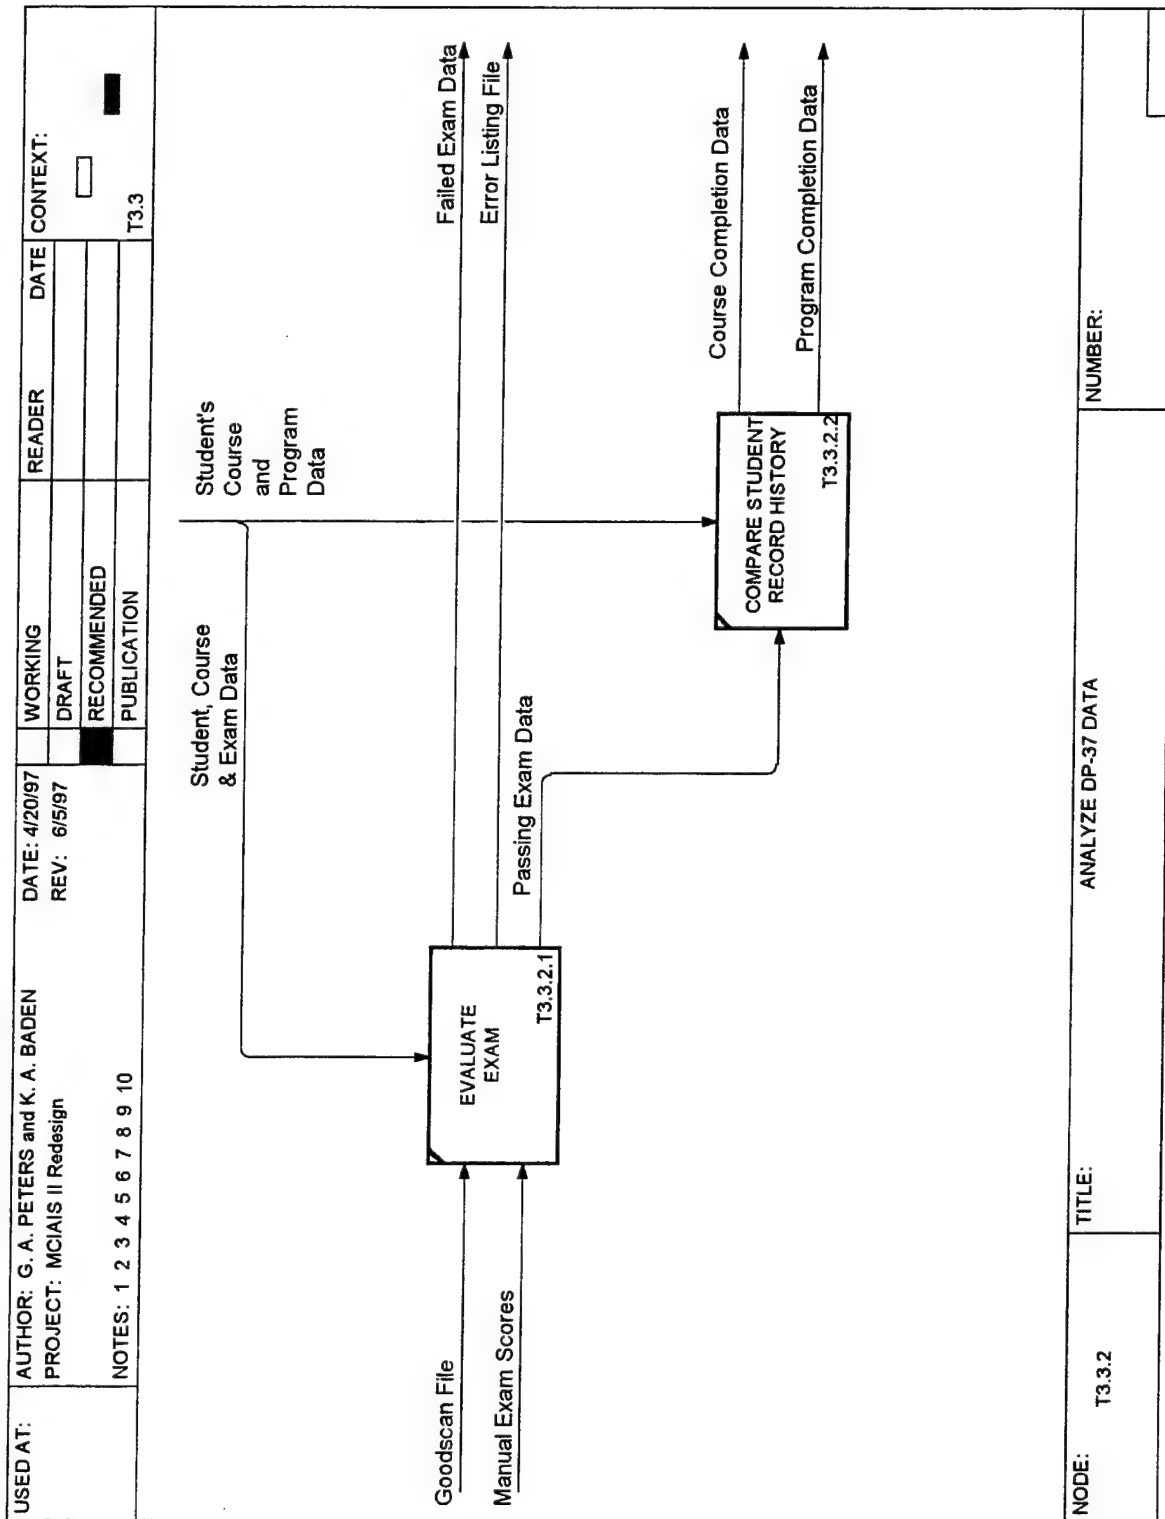 USED AT:
AUTHOR: G. A. PETERS and K. A. BADEN
DATE: 4/20/97
PROJECT: MCIAIS II Redesign
REV: 6/5/97
NOTES: 1 2 3 4 5 6 7 8 9 10
WORKING
DRAFT
RECOMMENDED
PUBLICATION
READER
DATE
CONTEXT:
T3.3
Student's
Course
and
Program
Data
Student, Course
& Exam Data
Failed Exam Data
Error Listing File
Goodscan File
Manual Exam Scores
EVALUATE
EXAM
T3.3.2.1
Passing Exam Data
COMPARE STUDENT
RECORD HISTORY
T3.3.2.2
Course Completion Data
Program Completion Data
NODE:
T3.3.2
TITLE:
ANALYZE DP-37 DATA
NUMBER: